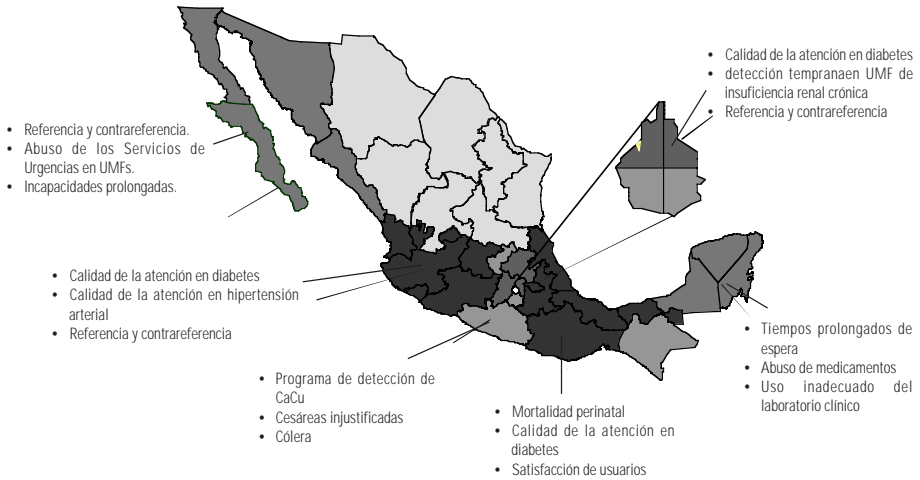 • Calidad de la atención en diabetes
• detección tempranaen UMF de
insuficiencia renal crónica
• Referencia y contrareferencia
• Referencia y contrareferencia.
• Abuso de los Servicios de
Urgencias en UMFs.
• Incapacidades prolongadas.
• Calidad de la atención en diabetes
• Calidad de la atención en hipertensión
arterial
• Referencia y contrareferencia
• Tiempos prolongados de
espera
• Abuso de medicamentos
• Uso inadecuado del
laboratorio clínico
• Programa de detección de
CaCu
• Cesáreas injustificadas
• Cólera
• Mortalidad perinatal
• Calidad de la atención en
diabetes
• Satisfacción de usuarios